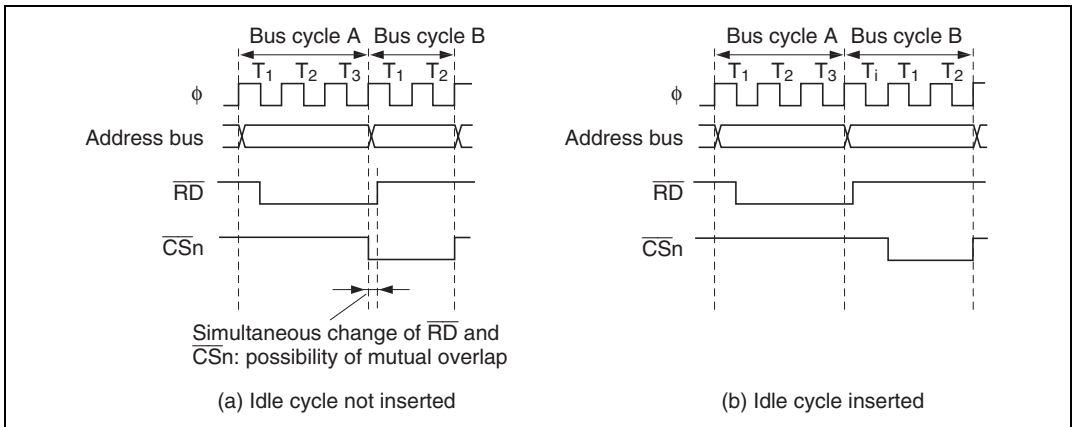 Bus cycle A Bus cycle B
T1 T2 T3 T1 T2
ϕ
Address bus
RD
CSn
Simultaneous change of RD and
CSn: possibility of mutual overlap
(a) Idle cycle not inserted
Bus cycle A Bus cycle B
T1 T2 T3 Ti T1 T2
ϕ
Address bus
RD
CSn
(b) Idle cycle inserted